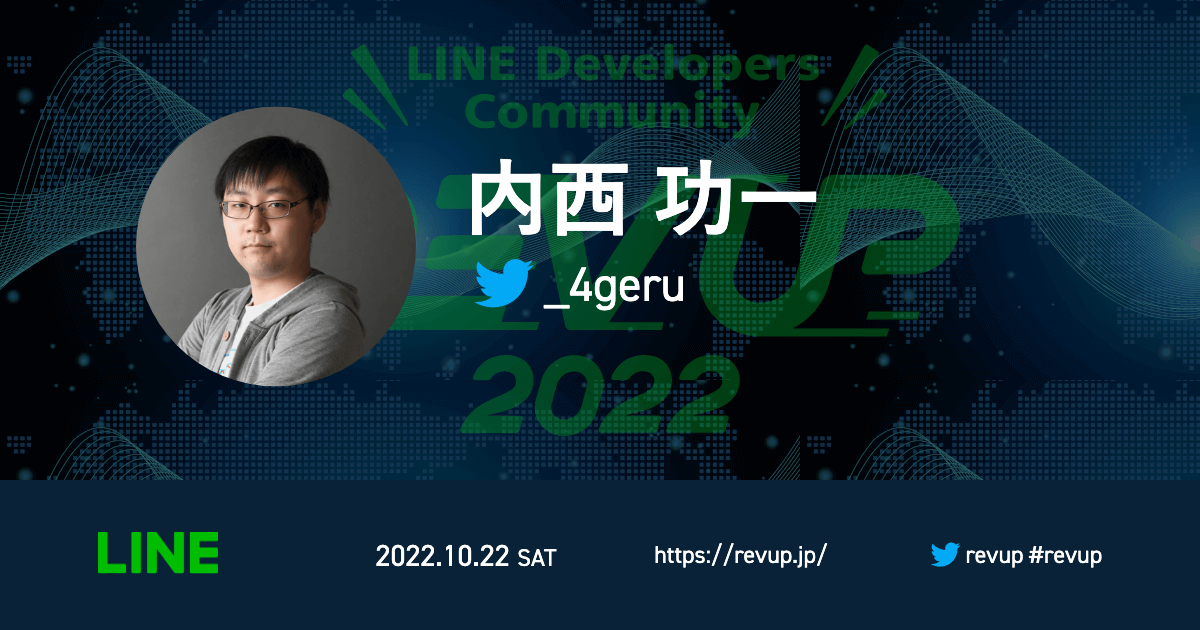 LINE Developers
Community
REVUP
2022
内西 功一
_4geru
LINE
2022.10.22 SAT
https://revup.jp/
revup #revup